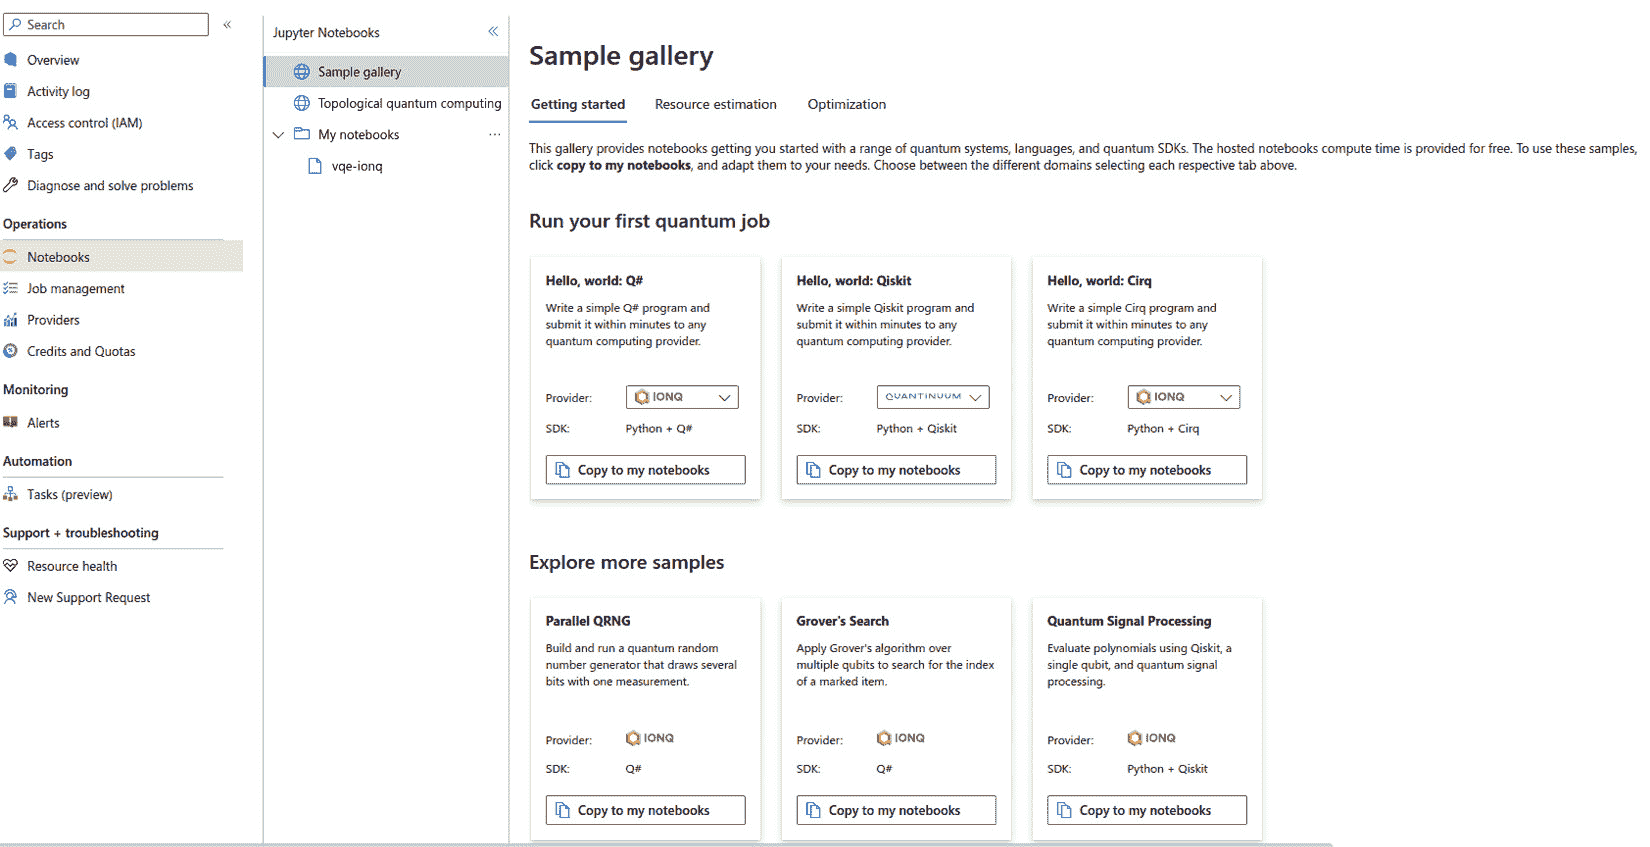 Search
«
Overview
Activity log
Access control (IAM)
Tags
Diagnose and solve problems
Operations
Notebooks
Job management
Providers
Credits and Quotas
Monitoring
Alerts
Automation
Tasks (preview)
Support + troubleshooting
Resource health
New Support Request
Jupyter Notebooks «
Sample gallery
Topological quantum computing
My notebooks ...
vqe-ionq
Sample gallery
Getting started Resource estimation Optimization
This gallery provides notebooks getting you started with a range of quantum systems, languages, and quantum SDKs. The hosted notebooks compute time is provided for free. To use these samples,
click copy to my notebooks, and adapt them to your needs. Choose between the different domains selecting each respective tab above.
Run your first quantum job
Hello, world: Q#
Write a simple Q# program and
submit it within minutes to any
quantum computing provider.
Provider: IONQ
SDK: Python + Q#
Copy to my notebooks
Hello, world: Qiskit
Write a simple Qiskit program and
submit it within minutes to any
quantum computing provider.
Provider: QUANTINUUM
SDK: Python + Qiskit
Copy to my notebooks
Hello, world: Cirq
Write a simple Cirq program and
submit it within minutes to any
quantum computing provider.
Provider: IONQ
SDK: Python + Cirq
Copy to my notebooks
Explore more samples
Parallel QRNG
Build and run a quantum random
number generator that draws several
bits with one measurement.
Provider: IONQ
SDK: Q#
Copy to my notebooks
Grover's Search
Apply Grover's algorithm over
multiple qubits to search for the index
of a marked item.
Provider: IONQ
SDK: Q#
Copy to my notebooks
Quantum Signal Processing
Evaluate polynomials using Qiskit, a
single qubit, and quantum signal
processing.
Provider: IONQ
SDK: Python + Qiskit
Copy to my notebooks